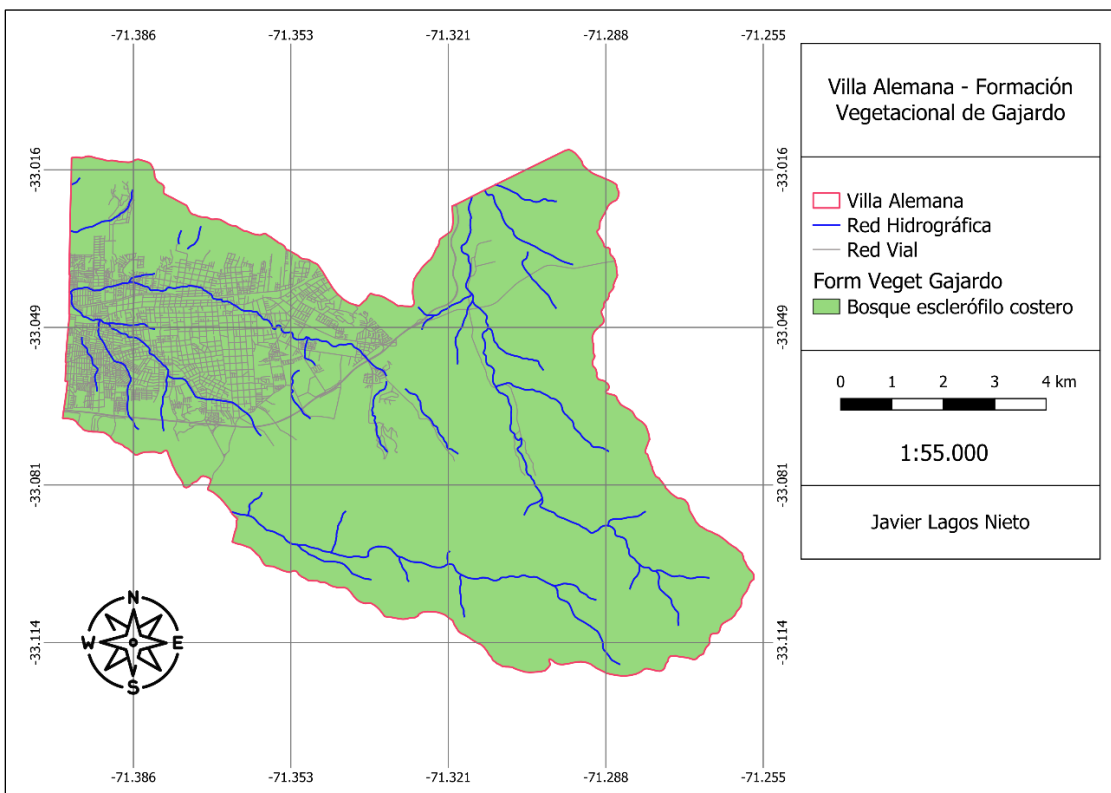 -71.386 -71.353 -71.321 -71.288 -71.255
-33.016 -33.016
-33.049 -33.049
-33.081 -33.081
-33.114 -33.114
N
W E
S
-71.386 -71.353 -71.321 -71.288 -71.255
Villa Alemana - Formación
Vegetacional de Gajardo
Villa Alemana
Red Hidrográfica
Red Vial
Form Veget Gajardo
Bosque esclerófilo costero
0 1 2 3 4 km
1:55.000
Javier Lagos Nieto